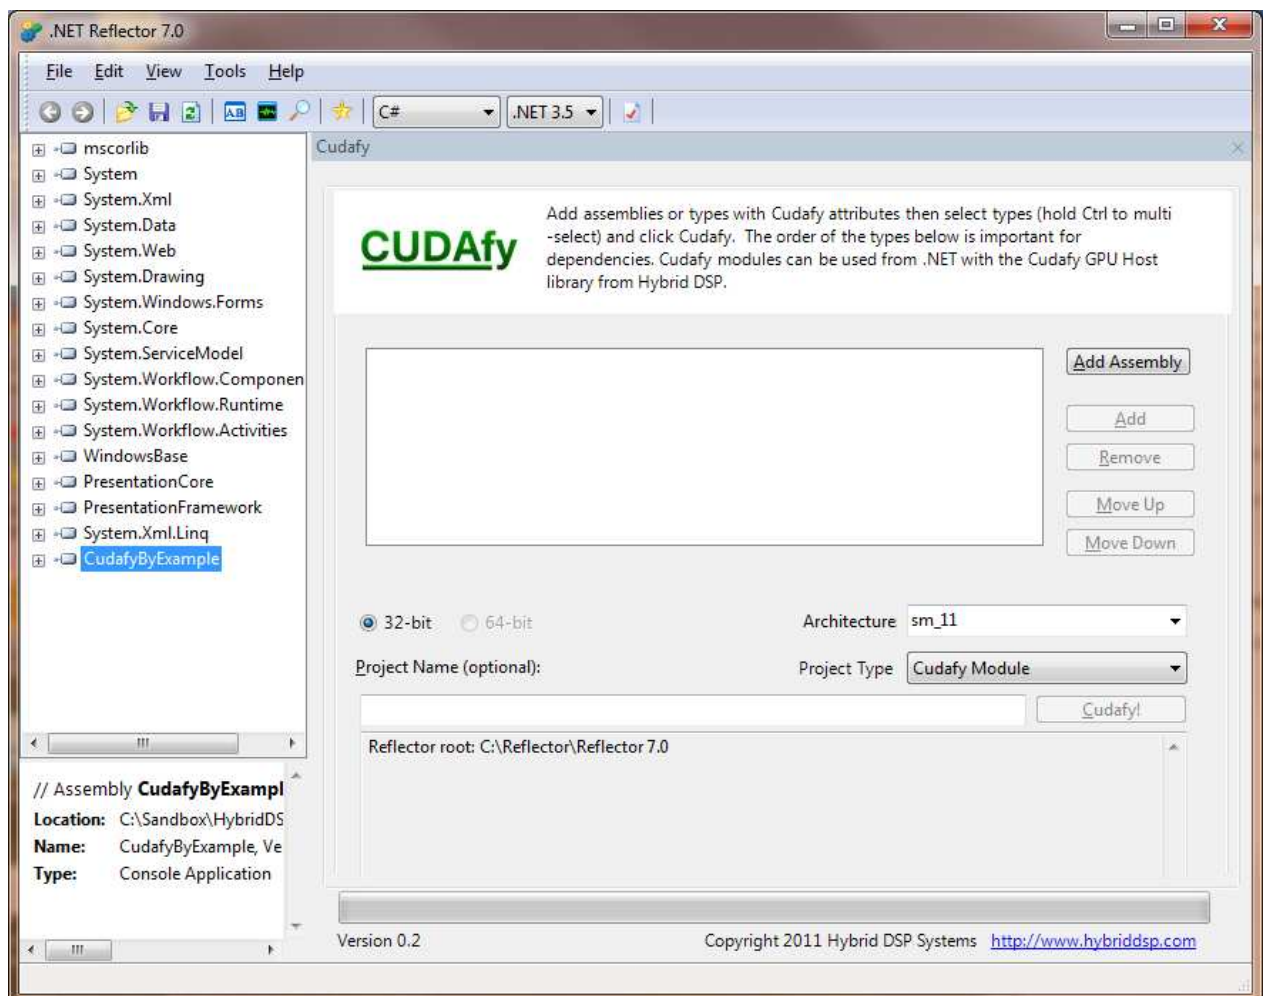 .NET Reflector 7.0
File Edit View Tools Help
C# .NET 3.5
mscorlib
System
System.Xml
System.Data
System.Web
System.Drawing
System.Windows.Forms
System.Core
System.ServiceModel
System.Workflow.Componen
System.Workflow.Runtime
System.Workflow.Activities
WindowsBase
PresentationCore
PresentationFramework
System.Xml.Linq
CudafyByExample
// Assembly CudafyByExampl
Location: C:\Sandbox\HybridDS
Name: CudafyByExample, Ve
Type: Console Application
Cudafy
CUDAfy
Add assemblies or types with Cudafy attributes then select types (hold Ctrl to multi
-select) and click Cudafy. The order of the types below is important for
dependencies. Cudafy modules can be used from .NET with the Cudafy GPU Host
library from Hybrid DSP.
Add Assembly
Add
Remove
Move Up
Move Down
32-bit 64-bit Architecture sm_11
Project Name (optional): Project Type Cudafy Module
Cudafy!
Reflector root: C:\Reflector\Reflector 7.0
Version 0.2 Copyright 2011 Hybrid DSP Systems http://www.hybriddsp.com